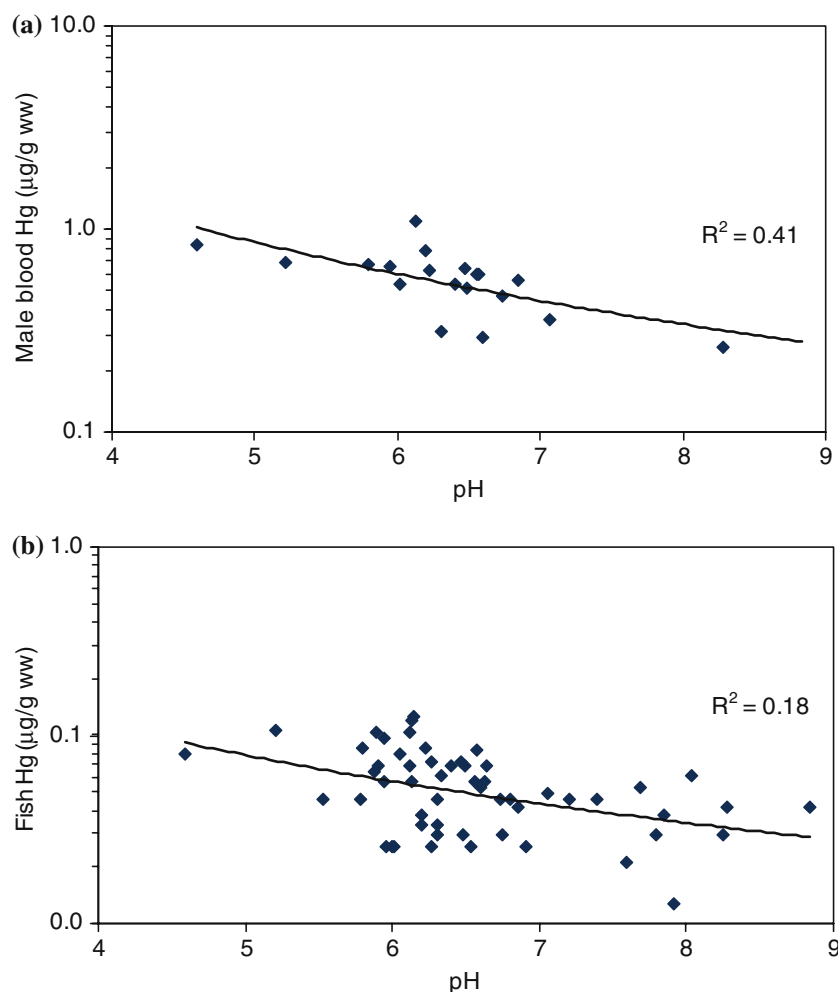 (a)
10.0
1.0
0.1
Male blood Hg (µg/g ww)
R² = 0.41
4 5 6 7 8 9
pH
(b)
1.0
0.1
0.0
Fish Hg (µg/g ww)
R² = 0.18
4 5 6 7 8 9
pH